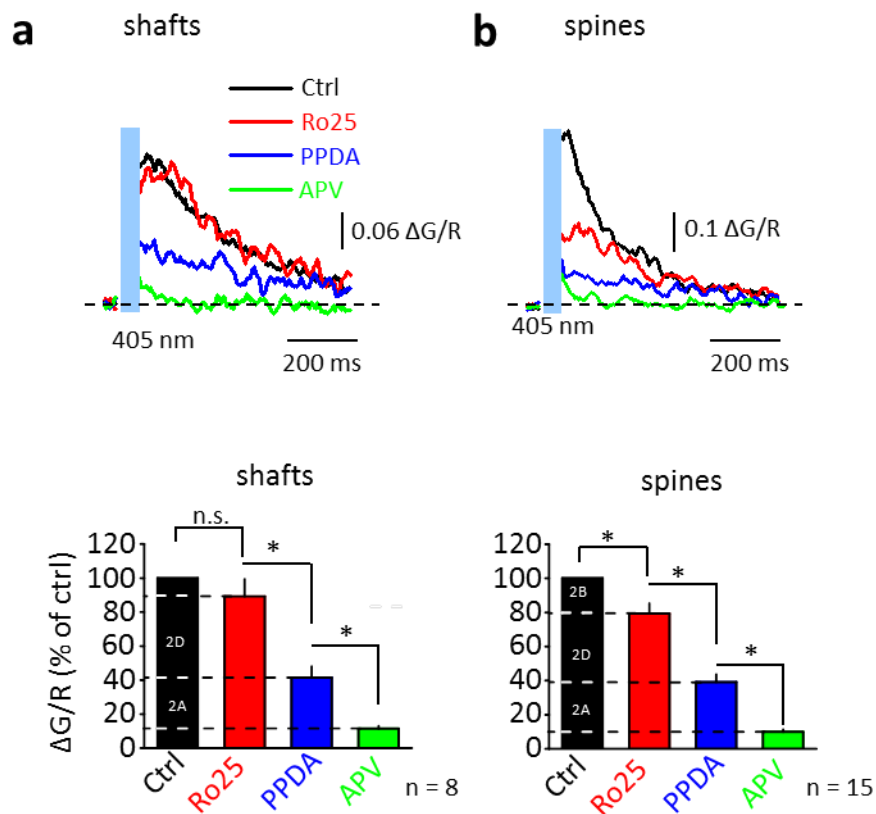 a
shafts
Ctrl
Ro25
PPDA
APV
0.06 ΔG/R
405 nm
200 ms
b
spines
0.1 ΔG/R
405 nm
200 ms
shafts
n.s.
*
*
ΔG/R (% of ctrl)
120
100
80
60
40
20
0
2D
2A
Ctrl
Ro25
PPDA
APV
n = 8
spines
*
*
*
120
100
80
60
40
20
0
2B
2D
2A
Ctrl
Ro25
PPDA
APV
n = 15